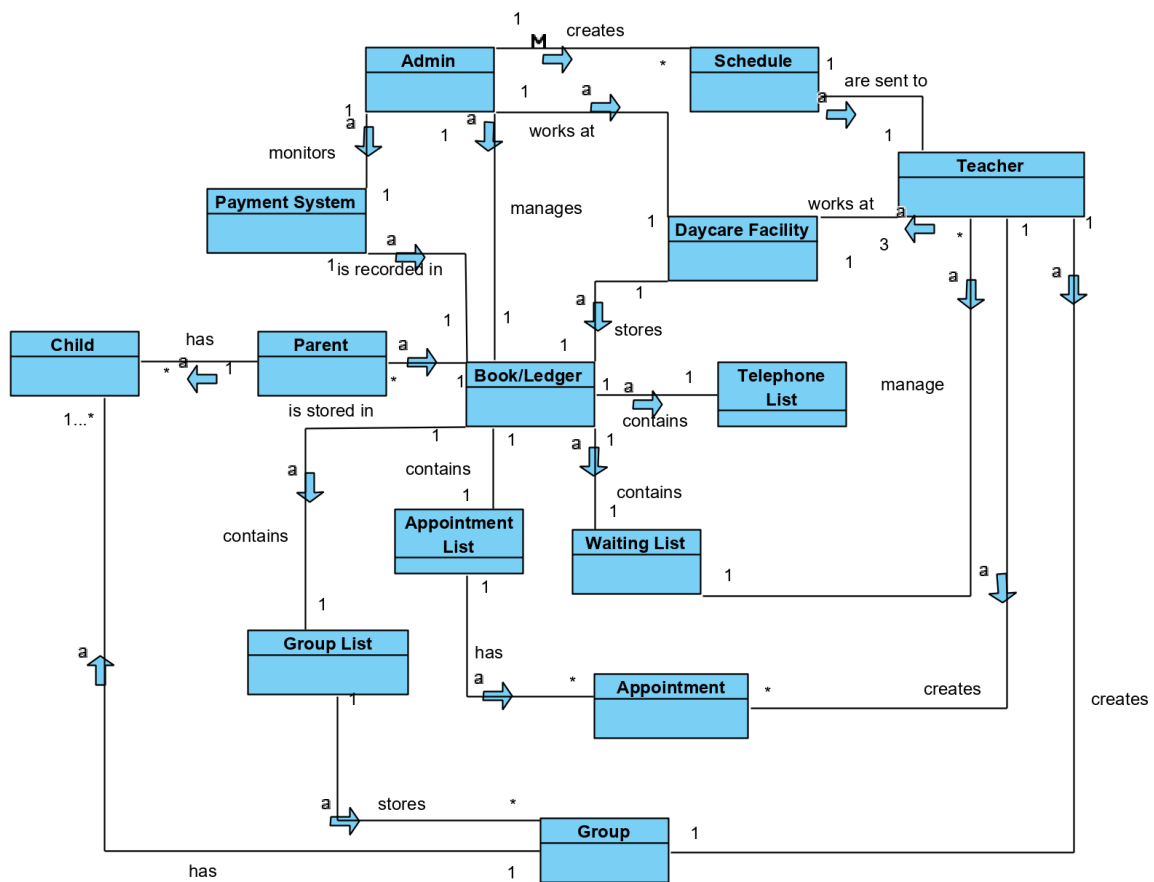 1
M
creates
Admin
*
Schedule
1
are sent to
1
a
works at
a
1
1
a
monitors
1
a
manages
Teacher
works at
a
3
*
1
1
Payment System
1
a
1
is recorded in
1
Daycare Facility
1
1
a
stores
1
1
1
Child
has
*
a
1
Parent
a
*
1
is stored in
Book/Ledger
1
a
1
contains
Telephone
List
a
manage
a
1...*
1
a
contains
1
1
contains
1
Appointment
List
1
1
a
contains
1
Waiting List
1
Group List
1
has
a
*
Appointment
*
a
creates
creates
a
a
stores
*
Group
1
has
1